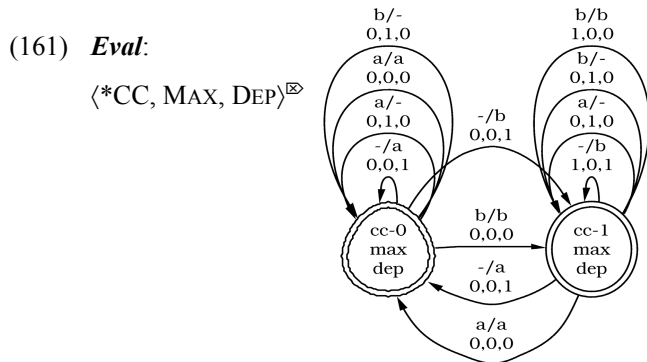 (161) Eval:
⟨*CC, MAX, DEP⟩
b/-
0,1,0
a/a
0,0,0
a/-
0,1,0
-/a
0,0,1
cc-0
max
dep
-/b
0,0,1
b/b
0,0,0
-/a
0,0,1
a/a
0,0,0
b/b
1,0,0
b/-
0,1,0
a/-
0,1,0
-/b
1,0,1
cc-1
max
dep